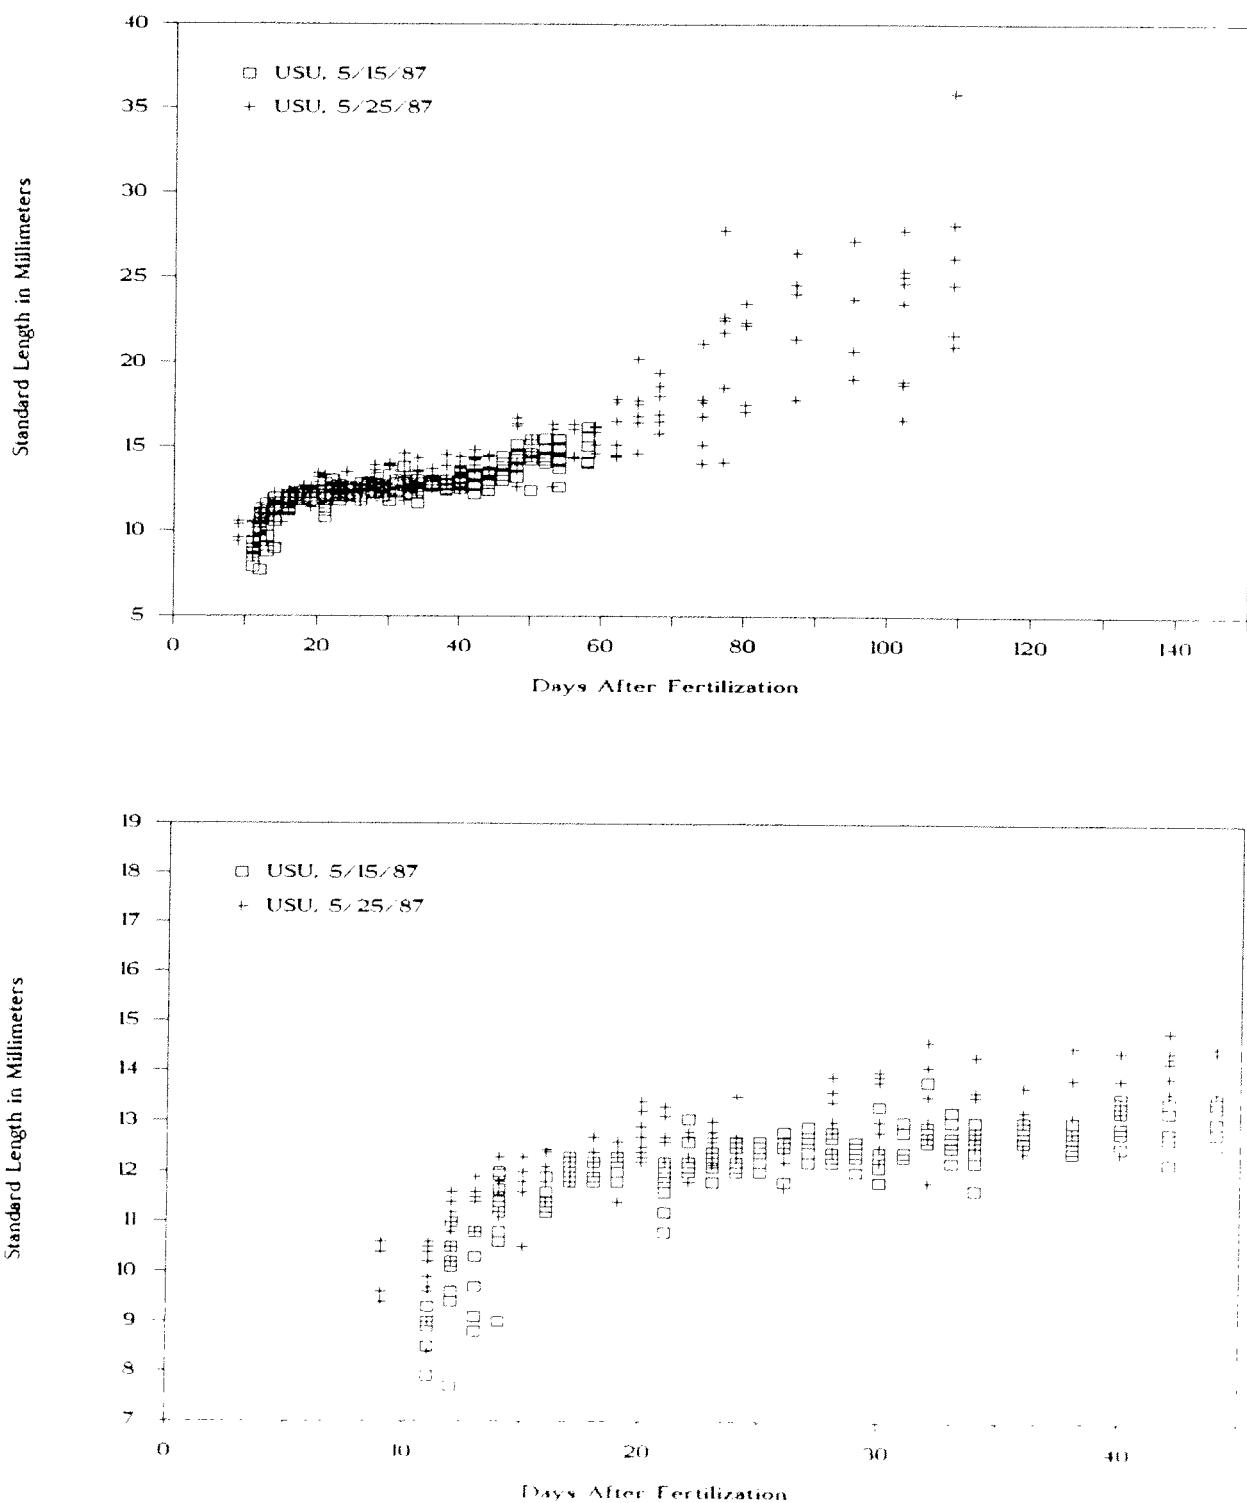 40
□ USU, 5/15/87
+ USU, 5/25/87
35
30
25
20
15
10
5
Standard Length in Millimeters
0 20 40 60 80 100 120 140
Days After Fertilization
19
18
□ USU, 5/15/87
+ USU, 5/25/87
17
16
15
14
13
12
11
10
9
8
7
Standard Length in Millimeters
0 10 20 30 40
Days After Fertilization